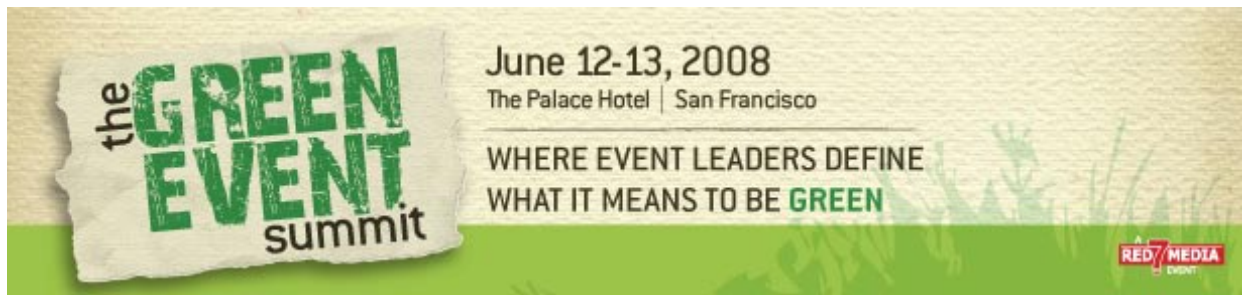 the
GREEN
EVENT
summit
June 12-13, 2008
The Palace Hotel | San Francisco
WHERE EVENT LEADERS DEFINE
WHAT IT MEANS TO BE GREEN
A
RED 7 MEDIA
EVENT